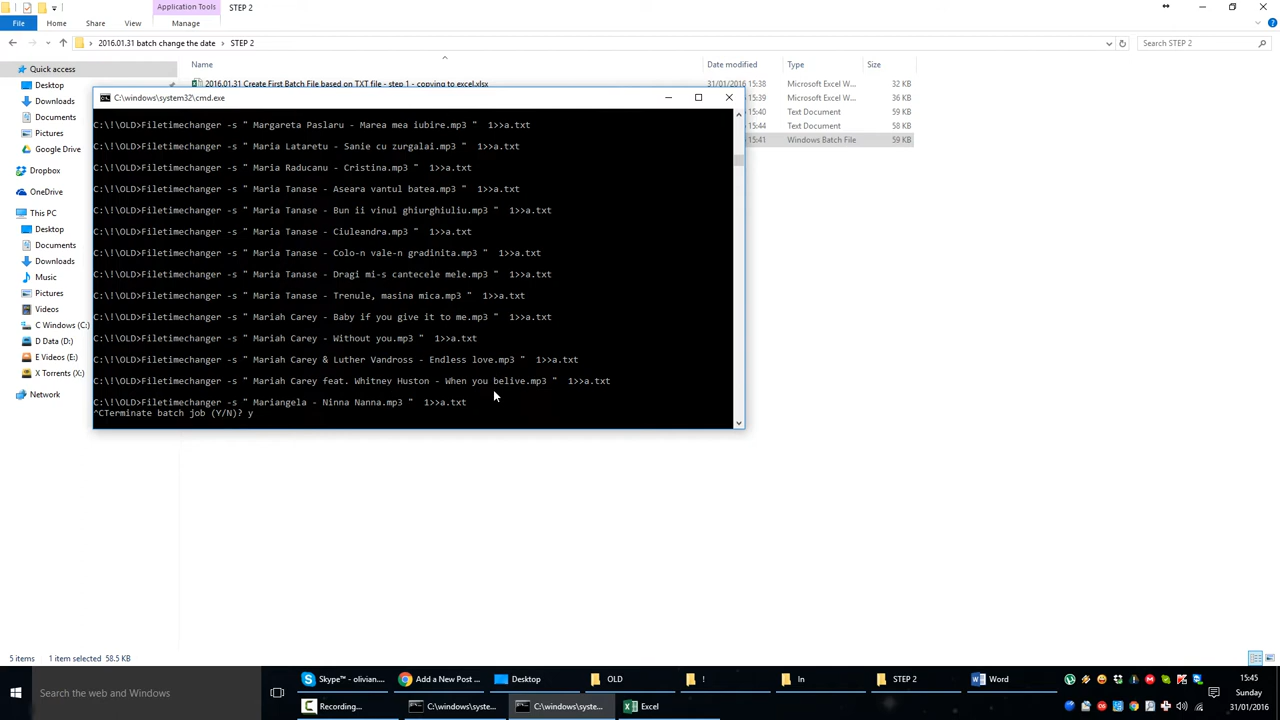 Application Tools
STEP 2
File
Home
Share
View
Manage
2016.01.31 batch change the date
STEP 2
Search STEP 2
Quick access
Desktop
Downloads
Documents
Pictures
Google Drive
Dropbox
OneDrive
This PC
Desktop
Documents
Downloads
Music
Pictures
Videos
C Windows (C:)
D Data (D:)
E Videos (E:)
X Torrents (X:)
Network
Name
Date modified
Type
Size
2016.01.31 Create First Batch File based on TXT file - step 1 - copying to excel.xlsx
31/01/2016 15:38
Microsoft Excel W...
32 KB
15:39
Microsoft Excel W...
36 KB
15:40
Text Document
58 KB
15:44
Text Document
58 KB
15:41
Windows Batch File
59 KB
C:\windows\system32\cmd.exe
C:\!\OLD>Filetimechanger -s " Margareta Paslaru - Marea mea iubire.mp3 "  1>>a.txt
C:\!\OLD>Filetimechanger -s " Maria Lataretu - Sanie cu zurgalai.mp3 "  1>>a.txt
C:\!\OLD>Filetimechanger -s " Maria Raducanu - Cristina.mp3 "  1>>a.txt
C:\!\OLD>Filetimechanger -s " Maria Tanase - Aseara vantul batea.mp3 "  1>>a.txt
C:\!\OLD>Filetimechanger -s " Maria Tanase - Bun ii vinul ghiurghiuliu.mp3 "  1>>a.txt
C:\!\OLD>Filetimechanger -s " Maria Tanase - Ciuleandra.mp3 "  1>>a.txt
C:\!\OLD>Filetimechanger -s " Maria Tanase - Colo-n vale-n gradinita.mp3 "  1>>a.txt
C:\!\OLD>Filetimechanger -s " Maria Tanase - Dragi mi-s cantecele mele.mp3 "  1>>a.txt
C:\!\OLD>Filetimechanger -s " Maria Tanase - Trenule, masina mica.mp3 "  1>>a.txt
C:\!\OLD>Filetimechanger -s " Mariah Carey - Baby if you give it to me.mp3 "  1>>a.txt
C:\!\OLD>Filetimechanger -s " Mariah Carey - Without you.mp3 "  1>>a.txt
C:\!\OLD>Filetimechanger -s " Mariah Carey & Luther Vandross - Endless love.mp3 "  1>>a.txt
C:\!\OLD>Filetimechanger -s " Mariah Carey feat. Whitney Huston - When you belive.mp3 "  1>>a.txt
C:\!\OLD>Filetimechanger -s " Mariangela - Ninna Nanna.mp3 "  1>>a.txt
^CTerminate batch job (Y/N)? y
5 items
1 item selected  58.5 KB
Skype™ - olivian....
Add a New Post ...
Desktop
OLD
!
In
STEP 2
Word
Search the web and Windows
Recording...
C:\windows\syste...
C:\windows\syste...
Excel
15:45
Sunday
31/01/2016